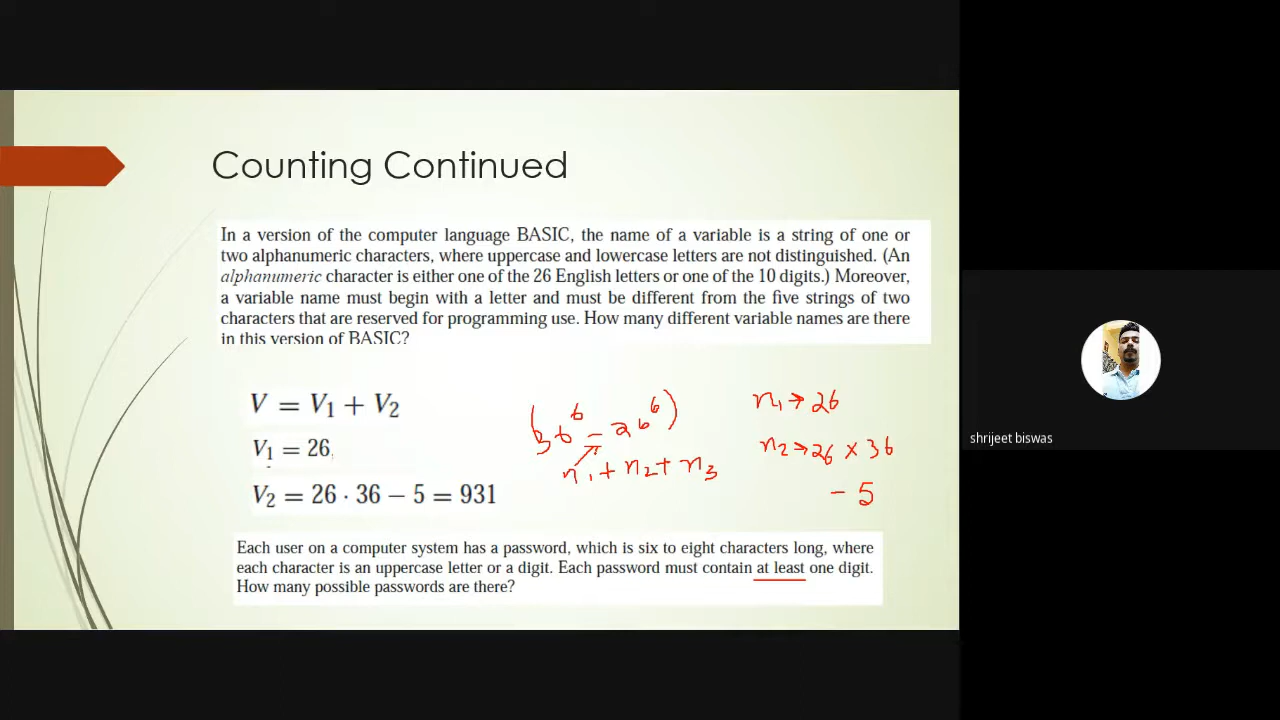 Counting Continued
In a version of the computer language BASIC, the name of a variable is a string of one or
two alphanumeric characters, where uppercase and lowercase letters are not distinguished. (An
alphanumeric character is either one of the 26 English letters or one of the 10 digits.) Moreover,
a variable name must begin with a letter and must be different from the five strings of two
characters that are reserved for programming use. How many different variable names are there
in this version of BASIC?
V = V₁ + V₂
V₁ = 26,
V₂ = 26 · 36 − 5 = 931
(36⁶ − 26⁶)
n₁ + n₂ + n₃
n₁ → 26
n₂ → 26 × 36
− 5
Each user on a computer system has a password, which is six to eight characters long, where
each character is an uppercase letter or a digit. Each password must contain at least one digit.
How many possible passwords are there?
shrijeet biswas